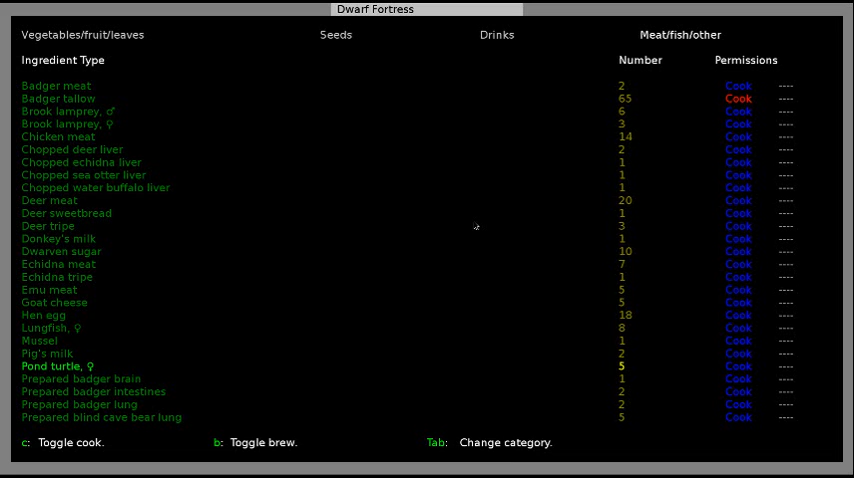 Dwarf Fortress
Vegetables/fruit/leaves Seeds Drinks Meat/fish/other
Ingredient Type Number Permissions
Badger meat 2 Cook ----
Badger tallow 65 Cook ----
Brook lamprey, ♂ 6 Cook ----
Brook lamprey, ♀ 3 Cook ----
Chicken meat 14 Cook ----
Chopped deer liver 2 Cook ----
Chopped echidna liver 1 Cook ----
Chopped sea otter liver 1 Cook ----
Chopped water buffalo liver 1 Cook ----
Deer meat 20 Cook ----
Deer sweetbread 1 Cook ----
Deer tripe 3 Cook ----
Donkey's milk 1 Cook ----
Dwarven sugar 10 Cook ----
Echidna meat 7 Cook ----
Echidna tripe 1 Cook ----
Emu meat 5 Cook ----
Goat cheese 5 Cook ----
Hen egg 18 Cook ----
Lungfish, ♀ 8 Cook ----
Mussel 1 Cook ----
Pig's milk 2 Cook ----
Pond turtle, ♀ 5 Cook ----
Prepared badger brain 1 Cook ----
Prepared badger intestines 2 Cook ----
Prepared badger lung 2 Cook ----
Prepared blind cave bear lung 5 Cook ----
c: Toggle cook. b: Toggle brew. Tab: Change category.